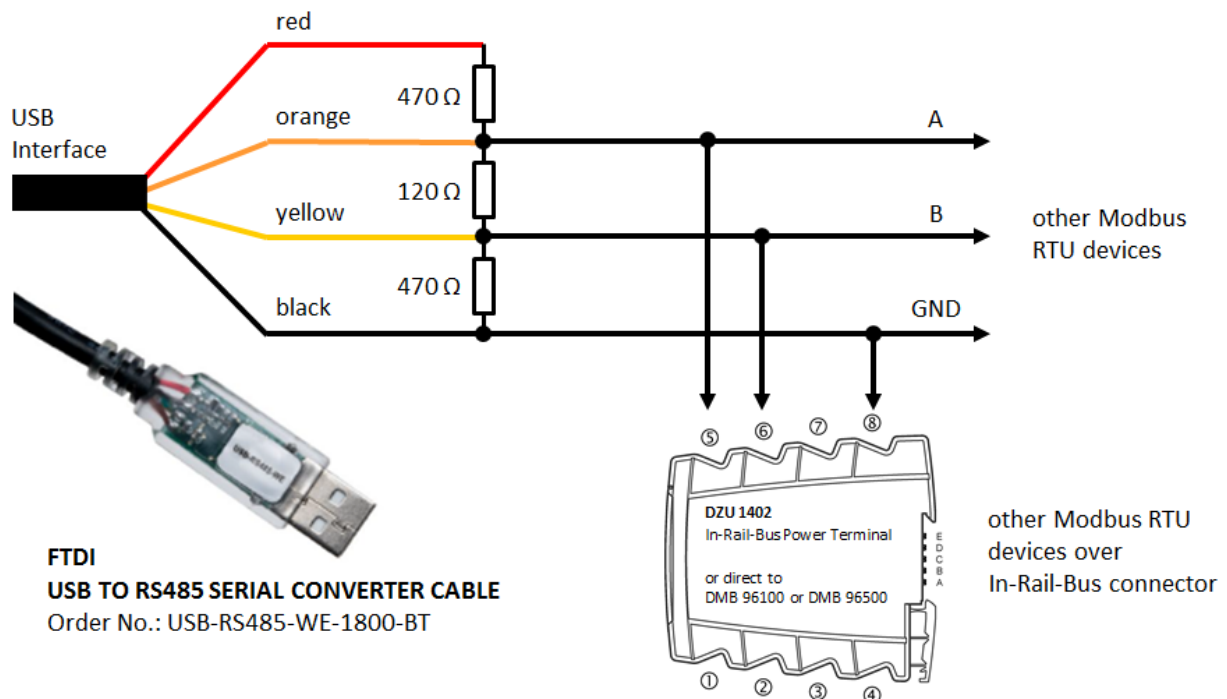 red
470 Ω
USB
Interface
orange
A
120 Ω
yellow
B
other Modbus
RTU devices
470 Ω
black
GND
⑤ ⑥ ⑦ ⑧
USB-RS485-WE
DZU 1402
In-Rail-Bus Power Terminal
or direct to
DMB 96100 or DMB 96500
E
D
C
B
A
other Modbus RTU
devices over
In-Rail-Bus connector
FTDI
USB TO RS485 SERIAL CONVERTER CABLE
Order No.: USB-RS485-WE-1800-BT
① ② ③ ④